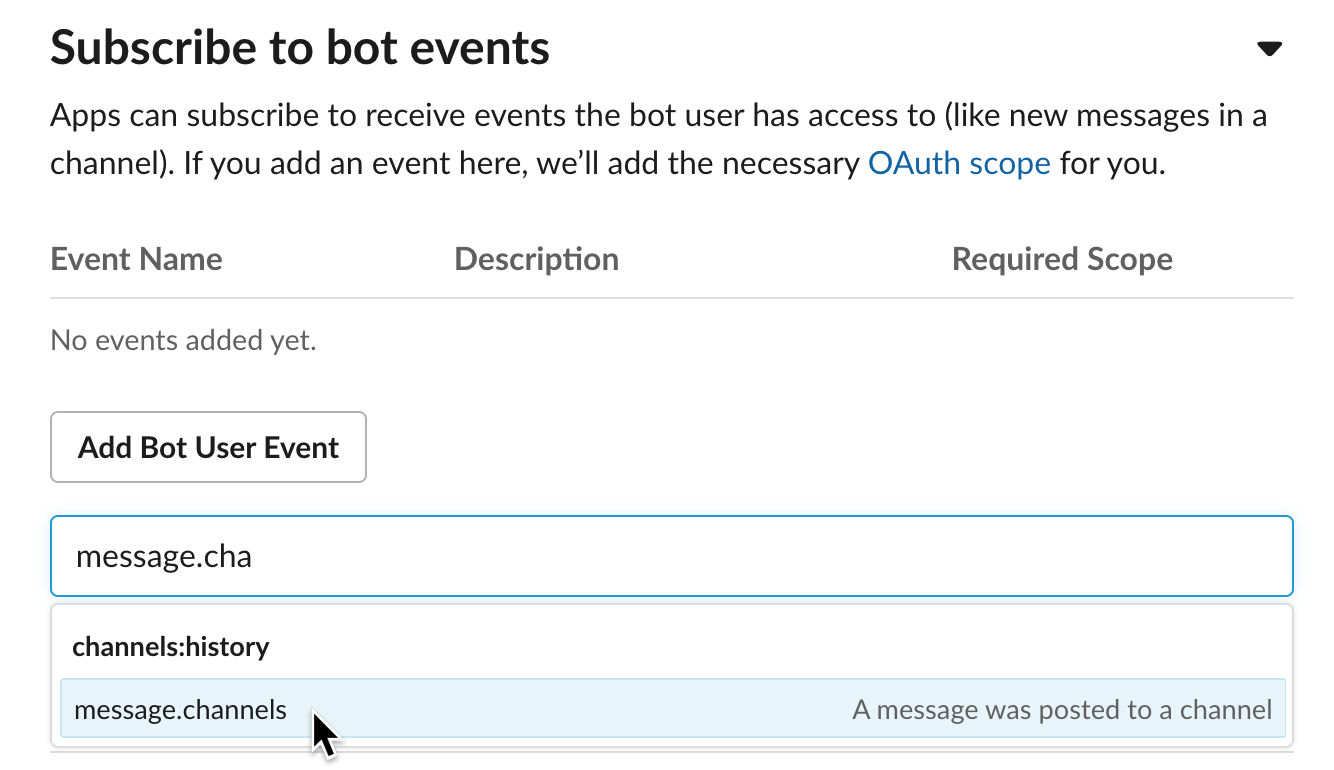 Subscribe to bot events
Apps can subscribe to receive events the bot user has access to (like new messages in a
channel). If you add an event here, we’ll add the necessary OAuth scope for you.
Event Name Description Required Scope
No events added yet.
Add Bot User Event
message.cha
channels:history
message.channels A message was posted to a channel